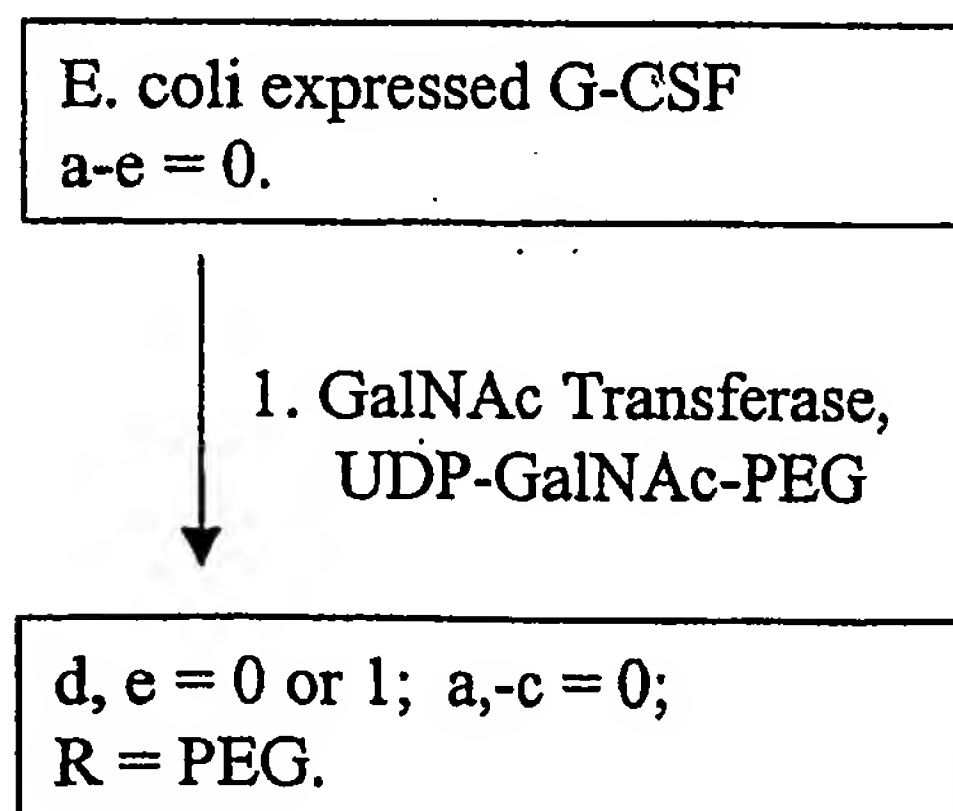 E. coli expressed G-CSF
a-e = 0.
1. GalNAc Transferase,
UDP-GalNAc-PEG
d, e = 0 or 1; a,-c = 0;
R = PEG.